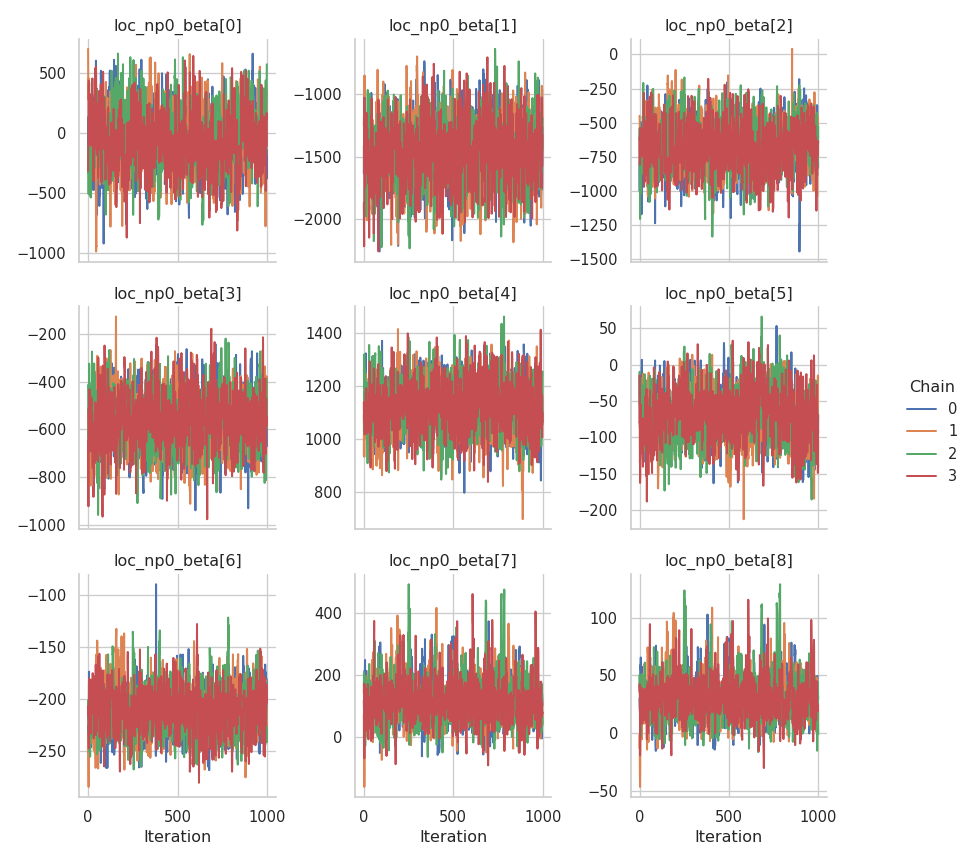 loc_np0_beta[0]
loc_np0_beta[1]
loc_np0_beta[2]
500
0
−500
−1000
−1000
−1500
−2000
0
−250
−500
−750
−1000
−1250
−1500
loc_np0_beta[3]
loc_np0_beta[4]
loc_np0_beta[5]
−200
−400
−600
−800
−1000
1400
1200
1000
800
50
0
−50
−100
−150
−200
Chain
0
1
2
3
loc_np0_beta[6]
loc_np0_beta[7]
loc_np0_beta[8]
−100
−150
−200
−250
400
200
0
100
50
0
−50
0 500 1000
0 500 1000
0 500 1000
Iteration
Iteration
Iteration